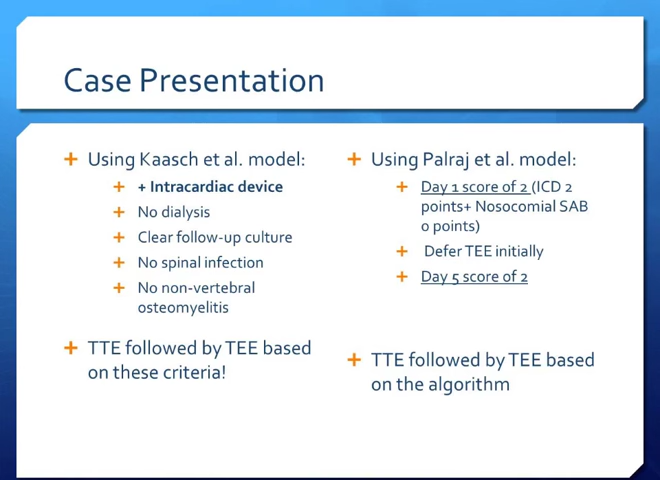 Case Presentation
Using Kaasch et al. model:
+ Intracardiac device
No dialysis
Clear follow-up culture
No spinal infection
No non-vertebral
osteomyelitis
TTE followed by TEE based
on these criteria!
Using Palraj et al. model:
Day 1 score of 2 (ICD 2
points+ Nosocomial SAB
0 points)
Defer TEE initially
Day 5 score of 2
TTE followed by TEE based
on the algorithm